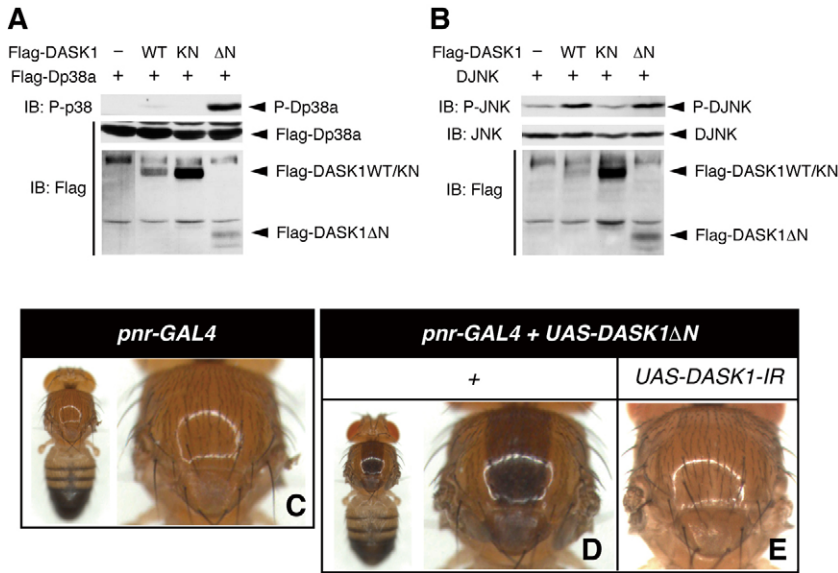 A
Flag-DASK1 – WT KN ΔN
Flag-Dp38a + + + +
IB: P-p38 P-Dp38a
Flag-Dp38a
IB: Flag Flag-DASK1WT/KN
Flag-DASK1ΔN
B
Flag-DASK1 – WT KN ΔN
DJNK + + + +
IB: P-JNK P-DJNK
IB: JNK DJNK
IB: Flag Flag-DASK1WT/KN
Flag-DASK1ΔN
pnr-GAL4
C
pnr-GAL4 + UAS-DASK1ΔN
+ UAS-DASK1-IR
D E